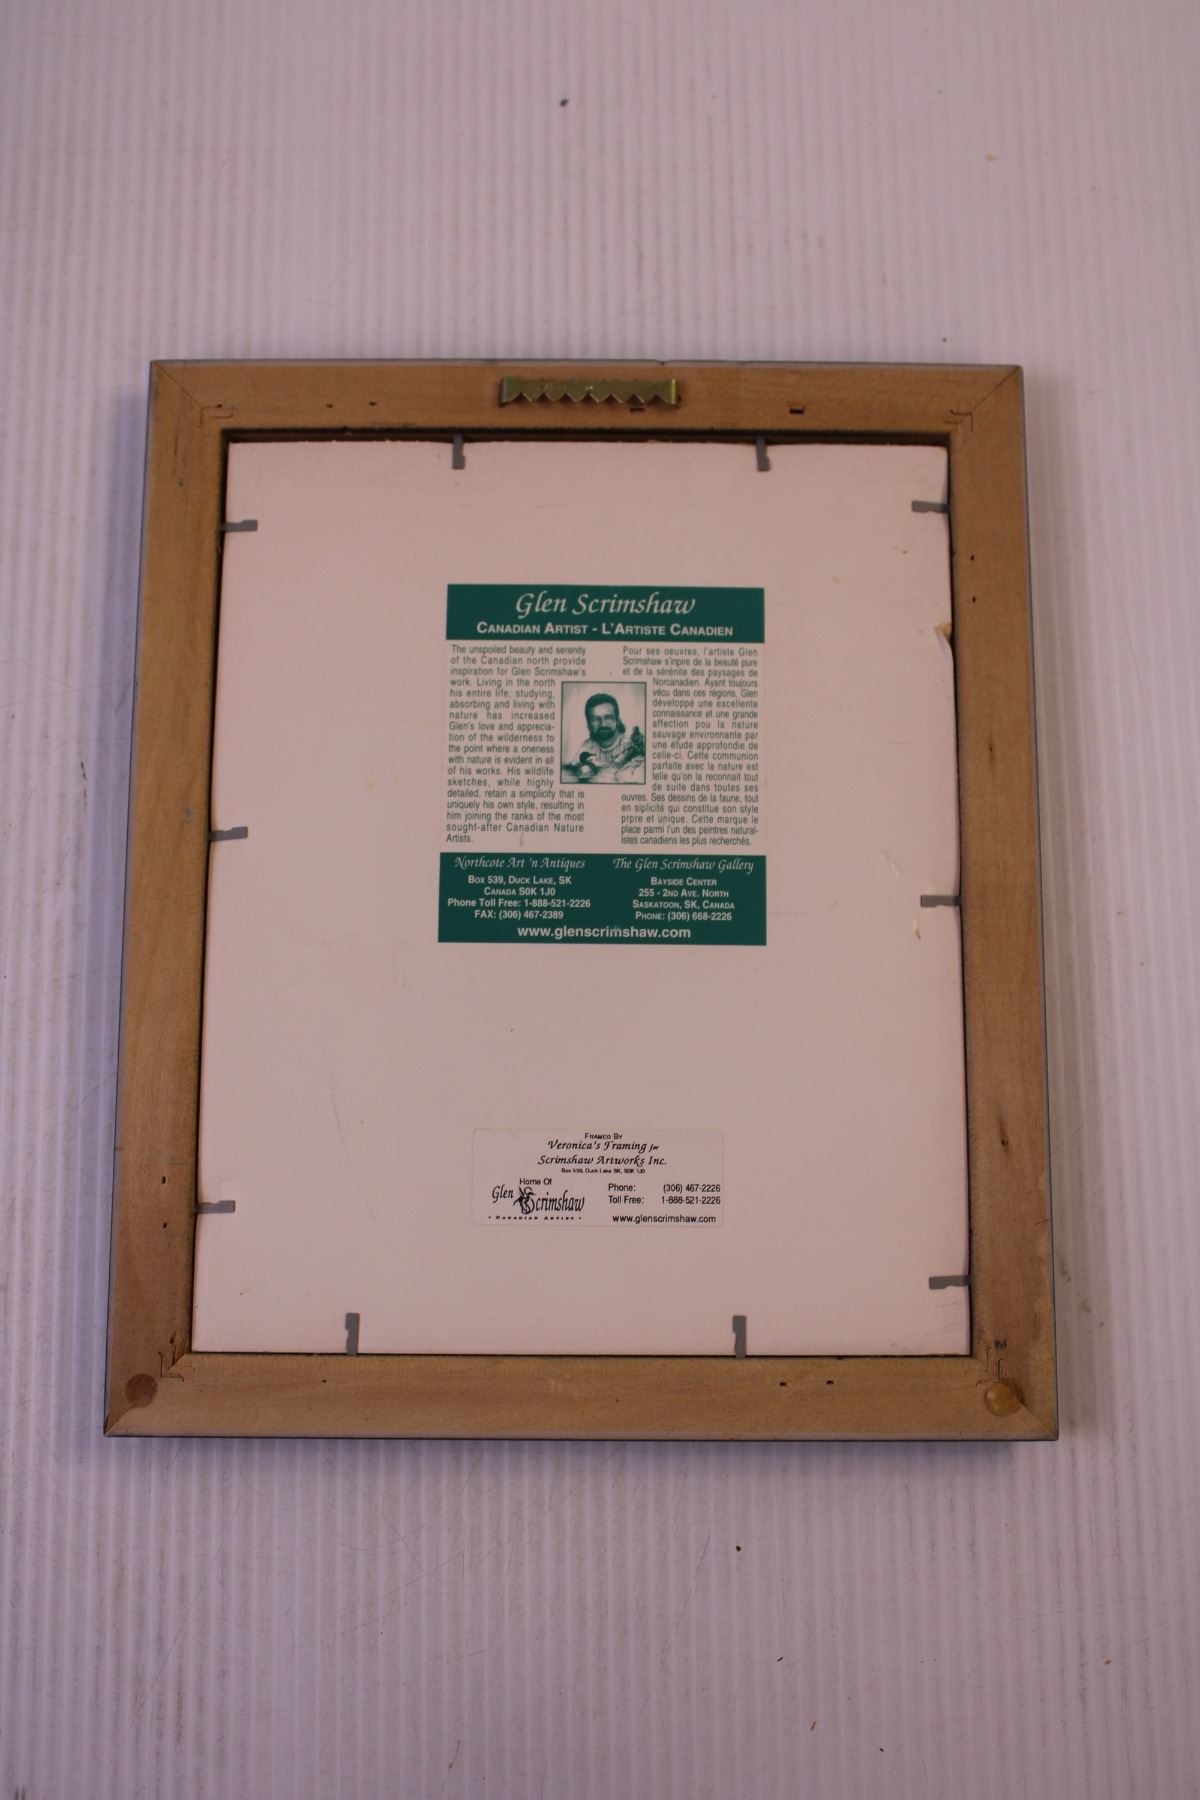 Glen Scrimshaw
CANADIAN ARTIST - L'ARTISTE CANADIEN
The unspoiled beauty and serenity
of the Canadian north provide
inspiration for Glen Scrimshaw's
work. Living in the north
his entire life; studying,
absorbing and living with
nature has increased
Glen's love and apprecia-
tion of the wilderness to
the point where a oneness
with nature is evident in all
of his works. His wildlife
sketches, while highly
detailed, retain a simplicity that is
uniquely his own style, resulting in
him joining the ranks of the most
sought-after Canadian Nature
Artists.
Pour ses oeuvres, l'artiste Glen
Scrimshaw s'inpire de la beauté pure
et de la sérénite des paysages de
Norcanadien. Ayant toujours
vécu dans ces régions, Glen
développé une excellente
connaissance et une grande
affection pou la nature
sauvage environnante par
une étude approfondie de
celle-ci. Cette communion
parfaite avec la nature est
telle qu'on la reconnait tout
de suite dans toutes ses
ouvres. Ses dessins de la faune, tout
en siplicité qui constitue son style
prpre et unique. Cette marque le
place parmi l'un des peintres natural-
istes canadiens les plus recherchés.
Northcote Art 'n Antiques
BOX 539, DUCK LAKE, SK
CANADA S0K 1J0
Phone Toll Free: 1-888-521-2226
FAX: (306) 467-2389
The Glen Scrimshaw Gallery
BAYSIDE CENTER
255 - 2ND AVE. NORTH
SASKATOON, SK, CANADA
PHONE: (306) 668-2226
www.glenscrimshaw.com
FRAMED BY
Veronica's Framing for
Scrimshaw Artworks Inc.
Box 539, Duck Lake SK, S0K 1J0
Home Of
Glen Scrimshaw
• CANADIAN ARTIST •
Phone: (306) 467-2226
Toll Free: 1-888-521-2226
www.glenscrimshaw.com